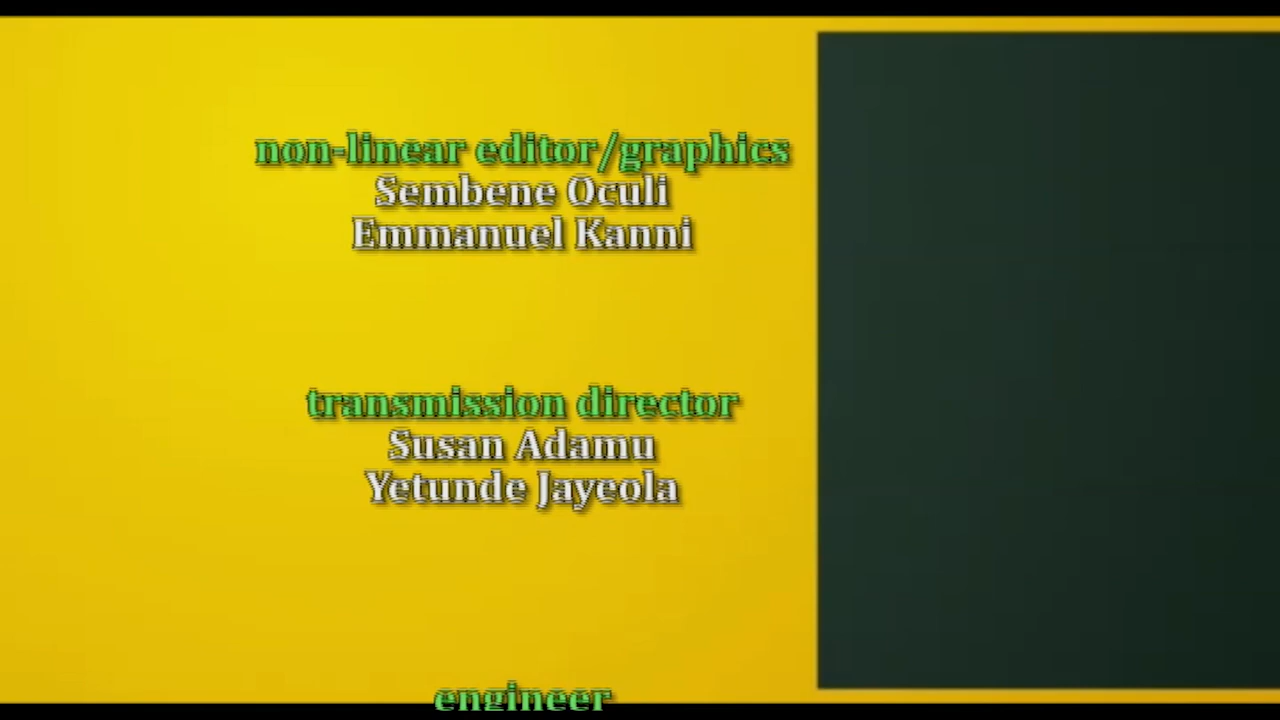 non-linear editor/graphics
Sembene Oculi
Emmanuel Kanni
transmission director
Susan Adamu
Yetunde Jayeola
engineer